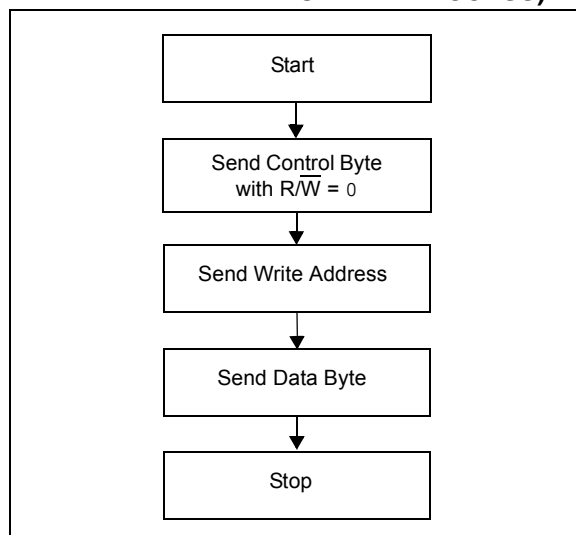 Start
Send Control Byte
with R/W̅ = 0
Send Write Address
Send Data Byte
Stop